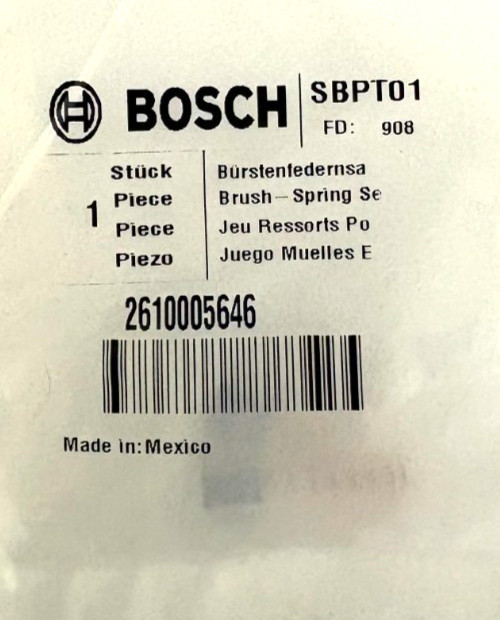 BOSCH SBPT01
FD: 908
1
Stück Bürstenfedernsa
Piece Brush-Spring Se
Piece Jeu Ressorts Po
Piezo Juego Muelles E
2610005646
Made in: Mexico